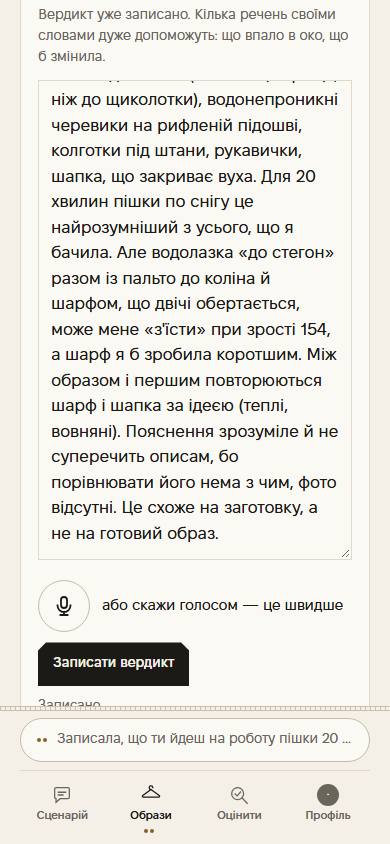 Вердикт уже записано. Кілька речень своїми
словами дуже допоможуть: що впало в око, що
б змінила.
ніж до щиколотки), водонепроникні
черевики на рифленій підошві,
колготки під штани, рукавички,
шапка, що закриває вуха. Для 20
хвилин пішки по снігу це
найрозумніший з усього, що я
бачила. Але водолазка «до стегон»
разом із пальто до коліна й
шарфом, що двічі обертається,
може мене «з'їсти» при зрості 154,
а шарф я б зробила коротшим. Між
образом і першим повторюються
шарф і шапка за ідеєю (теплі,
вовняні). Пояснення зрозуміле й не
суперечить описам, бо
порівнювати його нема з чим, фото
відсутні. Це схоже на заготовку, а
не на готовий образ.
або скажи голосом — це швидше
Записати вердикт
Записано
Записала, що ти йдеш на роботу пішки 20 ...
Сценарій
Образи
Оцінити
Профіль